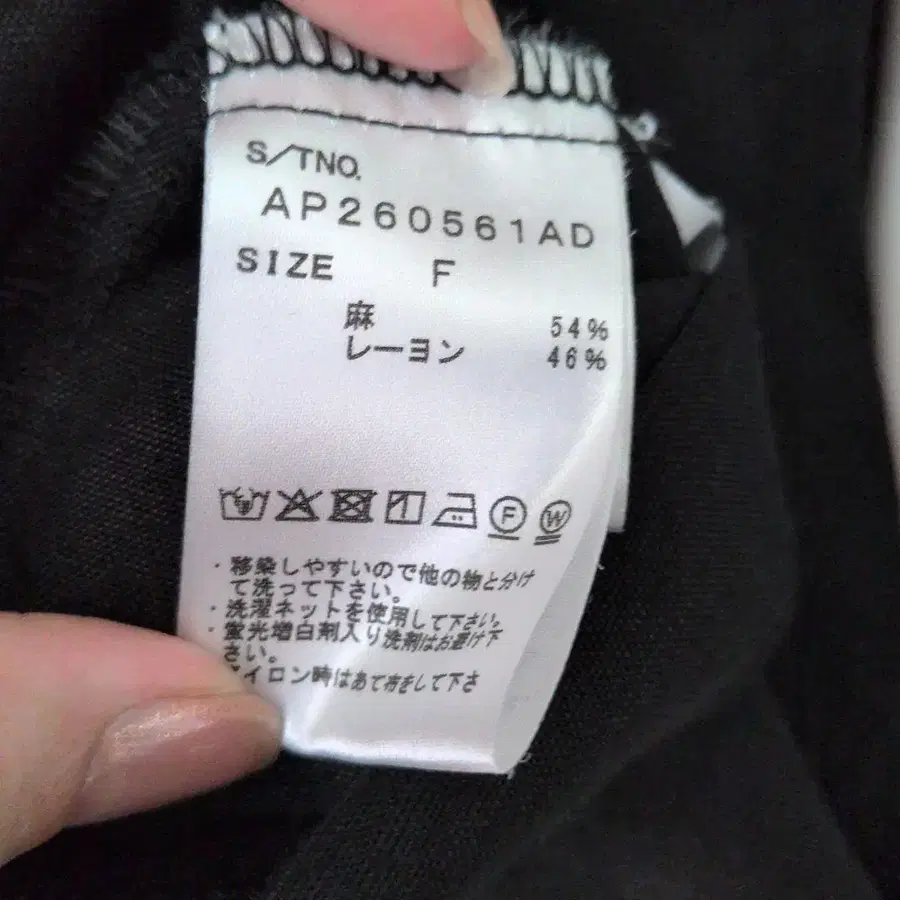 S/TNO.
AP260561AD
SIZE F
麻 54%
レーヨン 46%
F W
・移染しやすいので他の物と分け
て洗って下さい。
・洗濯ネットを使用して下さい。
・蛍光増白剤入り洗剤はお避け下
さい。
イロン時はあて布をして下さ